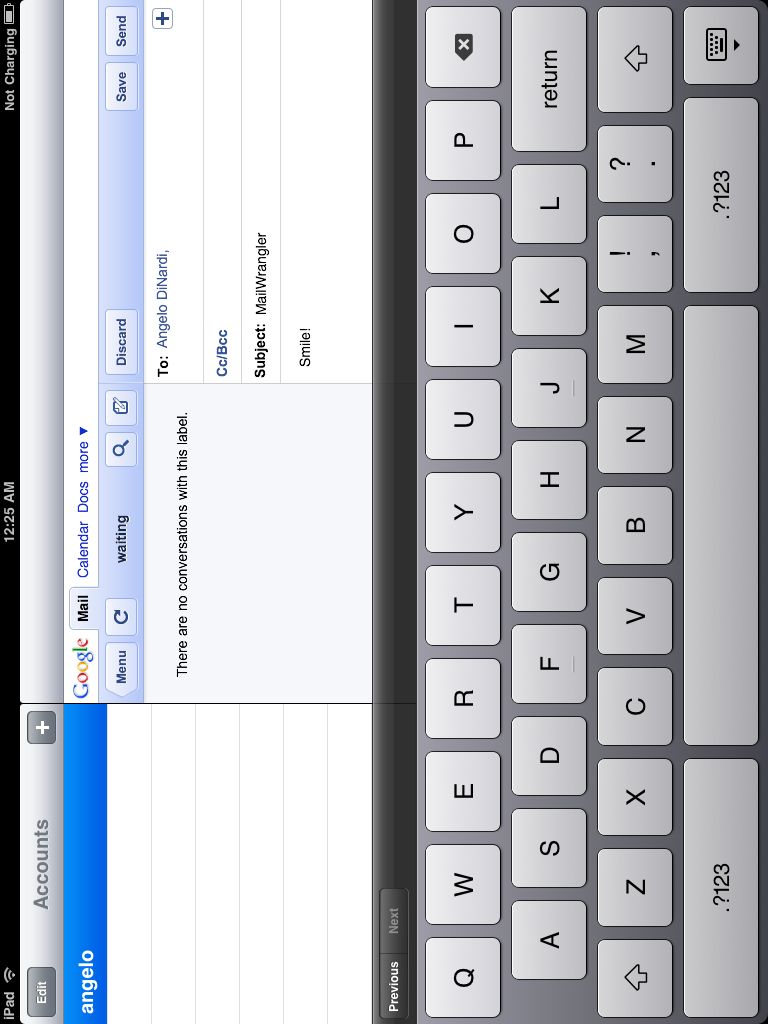 iPad 12:25 AM Not Charging
Edit Accounts +
angelo
Google Mail Calendar Docs more ▼
Menu waiting Discard Save Send
There are no conversations with this label.
To: Angelo DiNardi,
Cc/Bcc
Subject: MailWrangler
Smile!
Previous Next
Q W E R T Y U I O P
A S D F G H J K L return
Z X C V B N M ! , ? .
.?123 .?123